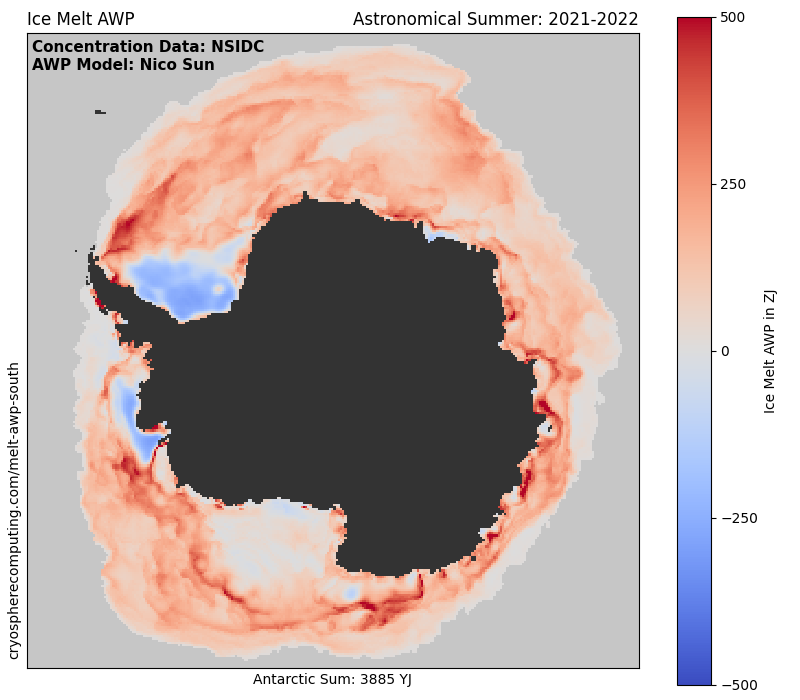 Ice Melt AWP
Astronomical Summer: 2021-2022
Concentration Data: NSIDC
AWP Model: Nico Sun
cryospherecomputing.com/melt-awp-south
Antarctic Sum: 3885 YJ
500
250
0
−250
−500
Ice Melt AWP in ZJ